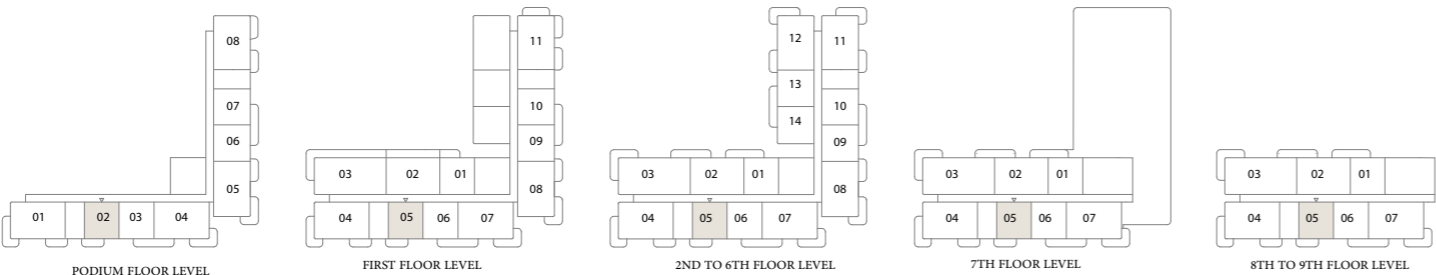 08
07
06
05
01 02 03 04
PODIUM FLOOR LEVEL
11
10
09
03 02 01
08
04 05 06 07
FIRST FLOOR LEVEL
12 11
13
10
14
09
03 02 01
08
04 05 06 07
2ND TO 6TH FLOOR LEVEL
03 02 01
04 05 06 07
7TH FLOOR LEVEL
03 02 01
04 05 06 07
8TH TO 9TH FLOOR LEVEL